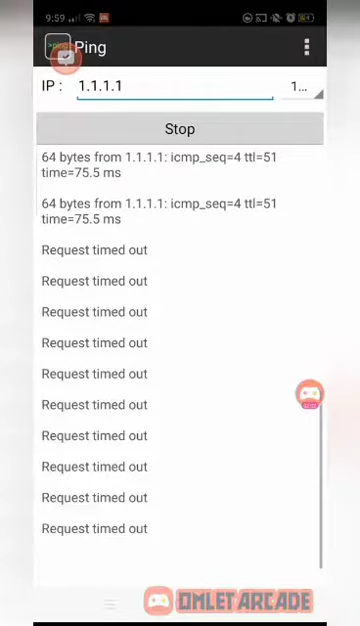 9:59
>ping
Ping
IP : 1.1.1.1 1...
Stop
64 bytes from 1.1.1.1: icmp_seq=4 ttl=51
time=75.5 ms
64 bytes from 1.1.1.1: icmp_seq=4 ttl=51
time=75.5 ms
Request timed out
Request timed out
Request timed out
Request timed out
Request timed out
Request timed out
Request timed out
Request timed out
Request timed out
Request timed out
OMLET ARCADE